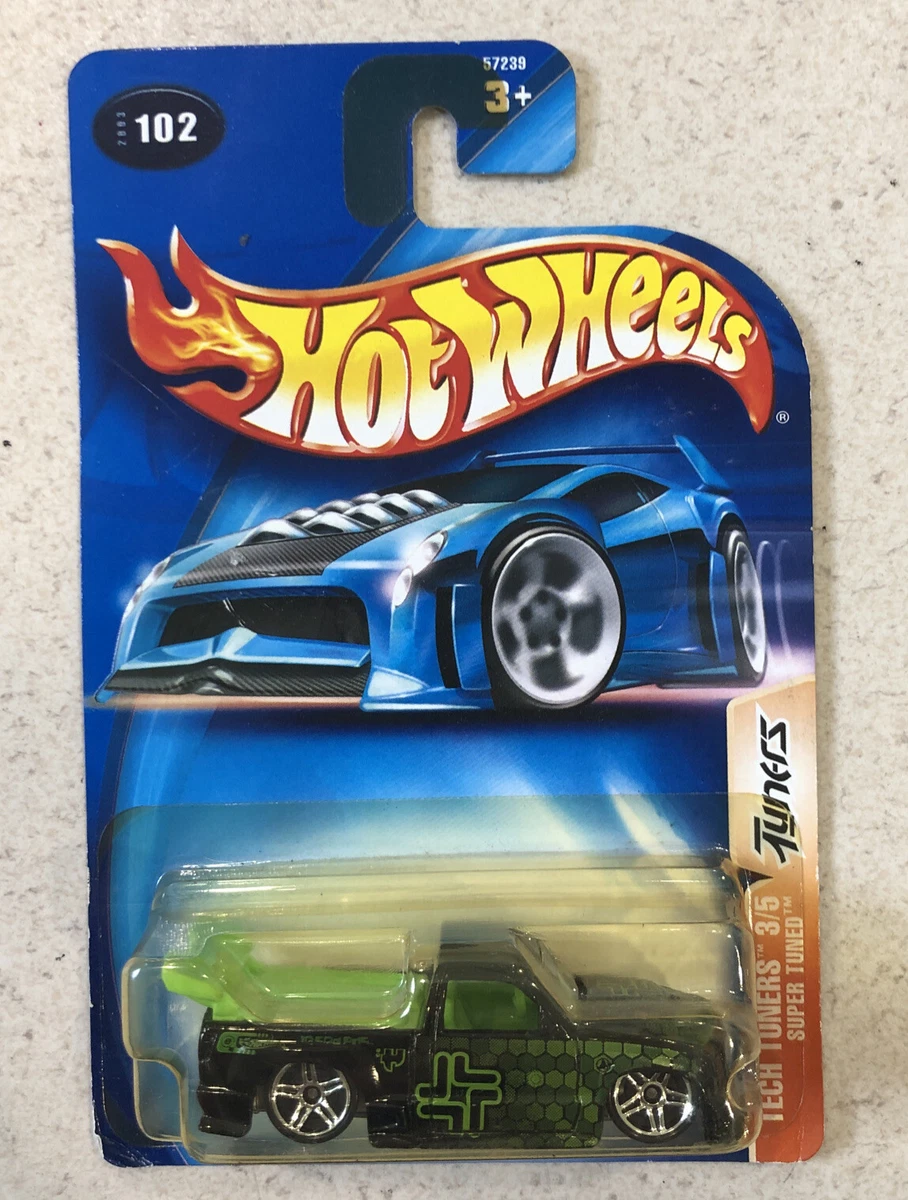 57239
3+
2003 102
HOT WHEELS
®
Tuners
TECH TUNERS™ 3/5
SUPER TUNED™